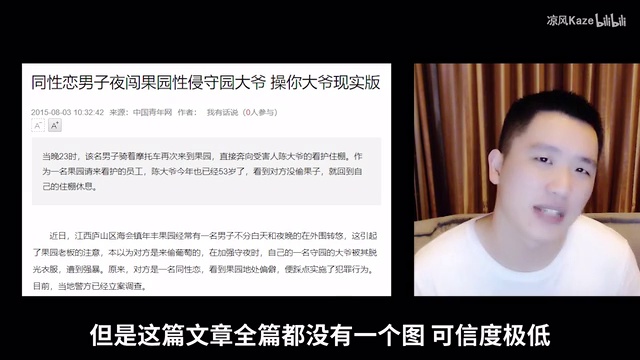 凉风Kaze bilibili
同性恋男子夜闯果园性侵守园大爷 操你大爷现实版
2015-08-03 10:32:42 来源：中国青年网 作者： 我有话说（0人参与）
A- A+
当晚23时，该名男子骑着摩托车再次来到果园，直接奔向受害人陈大爷的看护住棚。作
为一名果园请来看护的员工，陈大爷今年也已经53岁了，看到对方没偷果子，就回到自
己的住棚休息。
近日，江西庐山区海会镇年丰果园经常有一名男子不分白天和夜晚的在外围转悠，这引起
了果园老板的注意，本以为对方是来偷葡萄的，在加强守夜时，自己的一名守园的大爷被其脱
光衣服，遭到强暴。原来，对方是一名同性恋，看到果园地处偏僻，便踩点实施了犯罪行为。
目前，当地警方已经立案调查。
但是这篇文章全篇都没有一个图 可信度极低